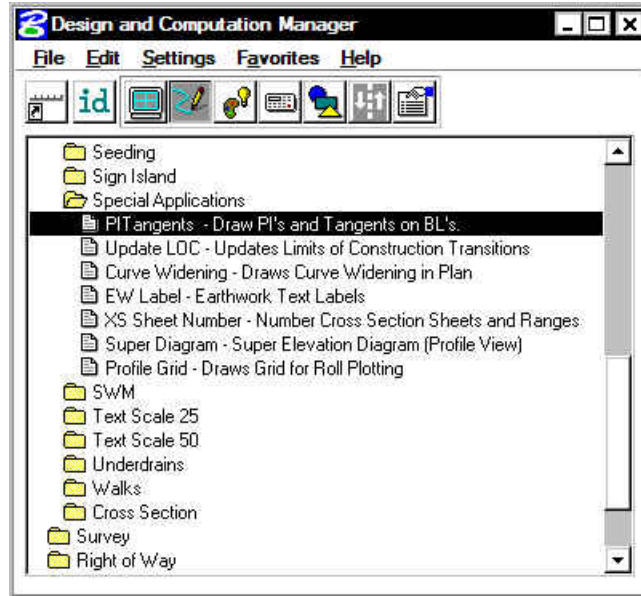 Design and Computation Manager
File Edit Settings Favorites Help
id
Seeding
Sign Island
Special Applications
PITangents - Draw PI's and Tangents on BL's.
Update LOC - Updates Limits of Construction Transitions
Curve Widening - Draws Curve Widening in Plan
EW Label - Earthwork Text Labels
XS Sheet Number - Number Cross Section Sheets and Ranges
Super Diagram - Super Elevation Diagram (Profile View)
Profile Grid - Draws Grid for Roll Plotting
SWM
Text Scale 25
Text Scale 50
Underdrains
Walks
Cross Section
Survey
Right of Way